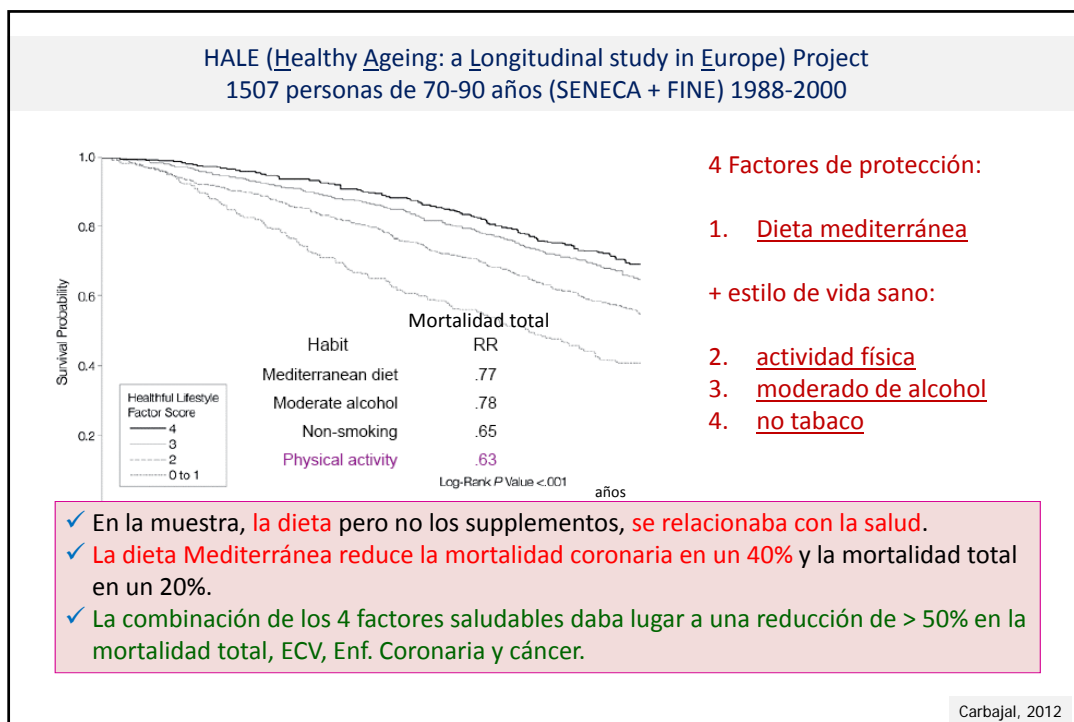 HALE (Healthy Ageing: a Longitudinal study in Europe) Project
1507 personas de 70-90 años (SENECA + FINE) 1988-2000
1.0
0.8
0.6
0.4
0.2
Survival Probability
Mortalidad total
Habit RR
Mediterranean diet .77
Moderate alcohol .78
Non-smoking .65
Physical activity .63
Log-Rank P Value <.001
años
Healthful Lifestyle
Factor Score
4
3
2
0 to 1
4 Factores de protección:
1. Dieta mediterránea
+ estilo de vida sano:
2. actividad física
3. moderado de alcohol
4. no tabaco
✓ En la muestra, la dieta pero no los supplementos, se relacionaba con la salud.
✓ La dieta Mediterránea reduce la mortalidad coronaria en un 40% y la mortalidad total
en un 20%.
✓ La combinación de los 4 factores saludables daba lugar a una reducción de > 50% en la
mortalidad total, ECV, Enf. Coronaria y cáncer.
Carbajal, 2012